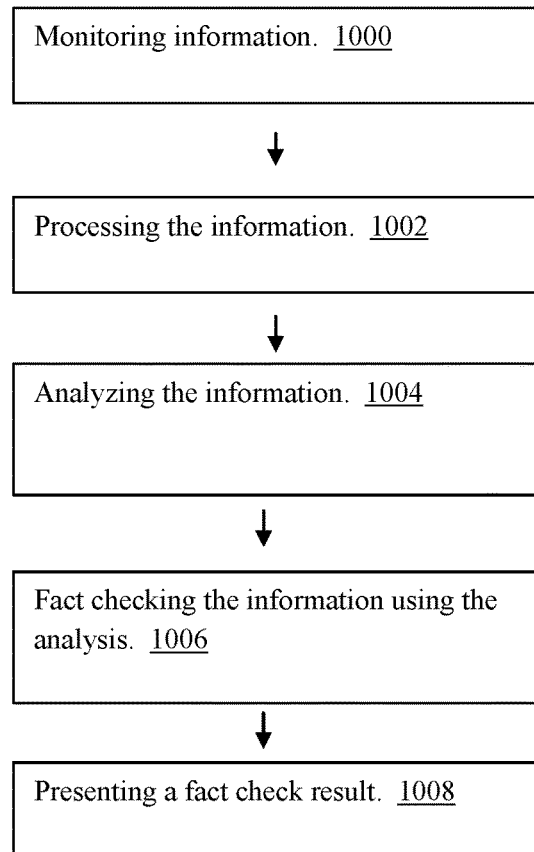 Monitoring information. 1000
Processing the information. 1002
Analyzing the information. 1004
Fact checking the information using the
analysis. 1006
Presenting a fact check result. 1008